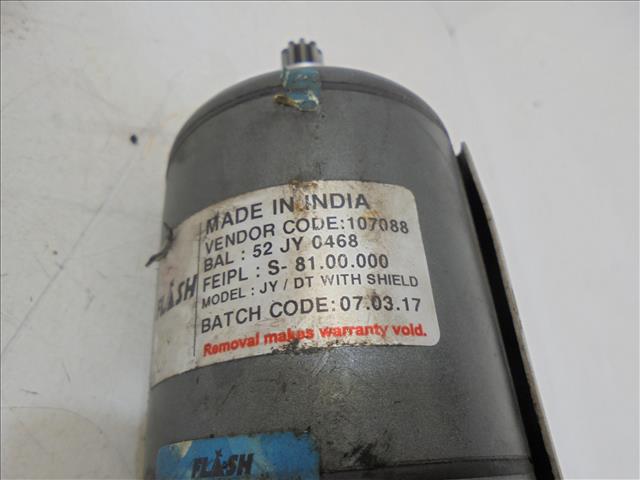 MADE IN INDIA
VENDOR CODE:107088
BAL : 52 JY 0468
FEIPL : S- 81.00.000
MODEL : JY / DT WITH SHIELD
BATCH CODE: 07.03.17
Removal makes warranty void.
FLASH
FLASH